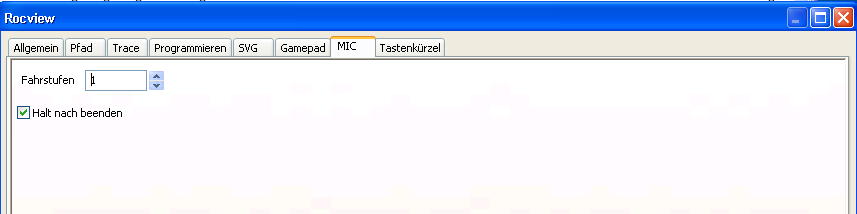 Rocview
Allgemein Pfad Trace Programmieren SVG Gamepad MIC Tastenkürzel
Fahrstufen 1
Halt nach beenden